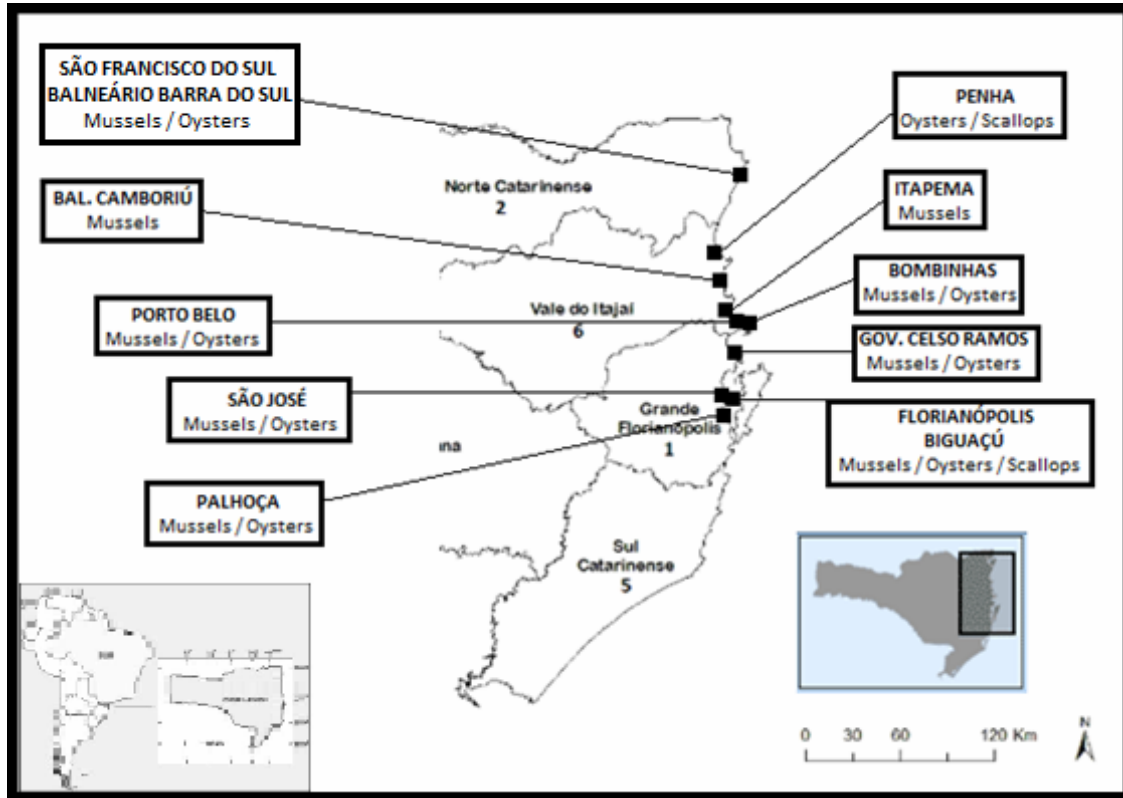 SÃO FRANCISCO DO SUL
BALNEÁRIO BARRA DO SUL
Mussels / Oysters
PENHA
Oysters / Scallops
BAL. CAMBORIÚ
Mussels
ITAPEMA
Mussels
Norte Catarinense
2
BOMBINHAS
Mussels / Oysters
PORTO BELO
Mussels / Oysters
Vale do Itajaí
6
GOV. CELSO RAMOS
Mussels / Oysters
SÃO JOSÉ
Mussels / Oysters
Grande
Florianópolis
1
FLORIANÓPOLIS
BIGUAÇÚ
Mussels / Oysters / Scallops
ına
PALHOÇA
Mussels / Oysters
Sul
Catarinense
5
N
0 30 60 120 Km